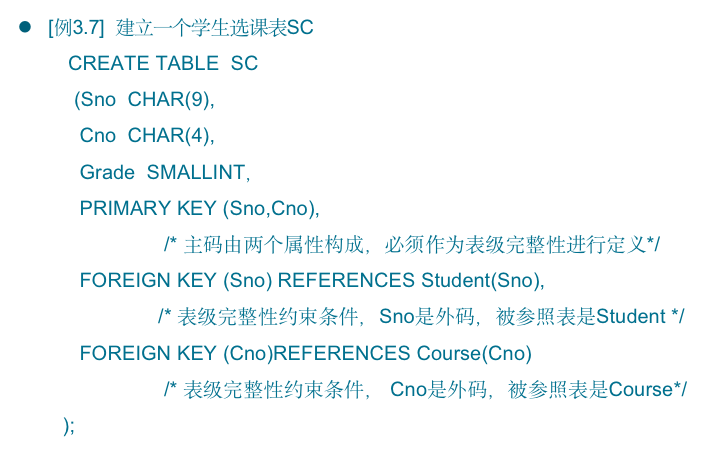 ● [例3.7] 建立一个学生选课表SC
CREATE TABLE SC
(Sno CHAR(9),
Cno CHAR(4),
Grade SMALLINT,
PRIMARY KEY (Sno,Cno),
/* 主码由两个属性构成，必须作为表级完整性进行定义*/
FOREIGN KEY (Sno) REFERENCES Student(Sno),
/* 表级完整性约束条件，Sno是外码，被参照表是Student */
FOREIGN KEY (Cno)REFERENCES Course(Cno)
/* 表级完整性约束条件， Cno是外码，被参照表是Course*/
);